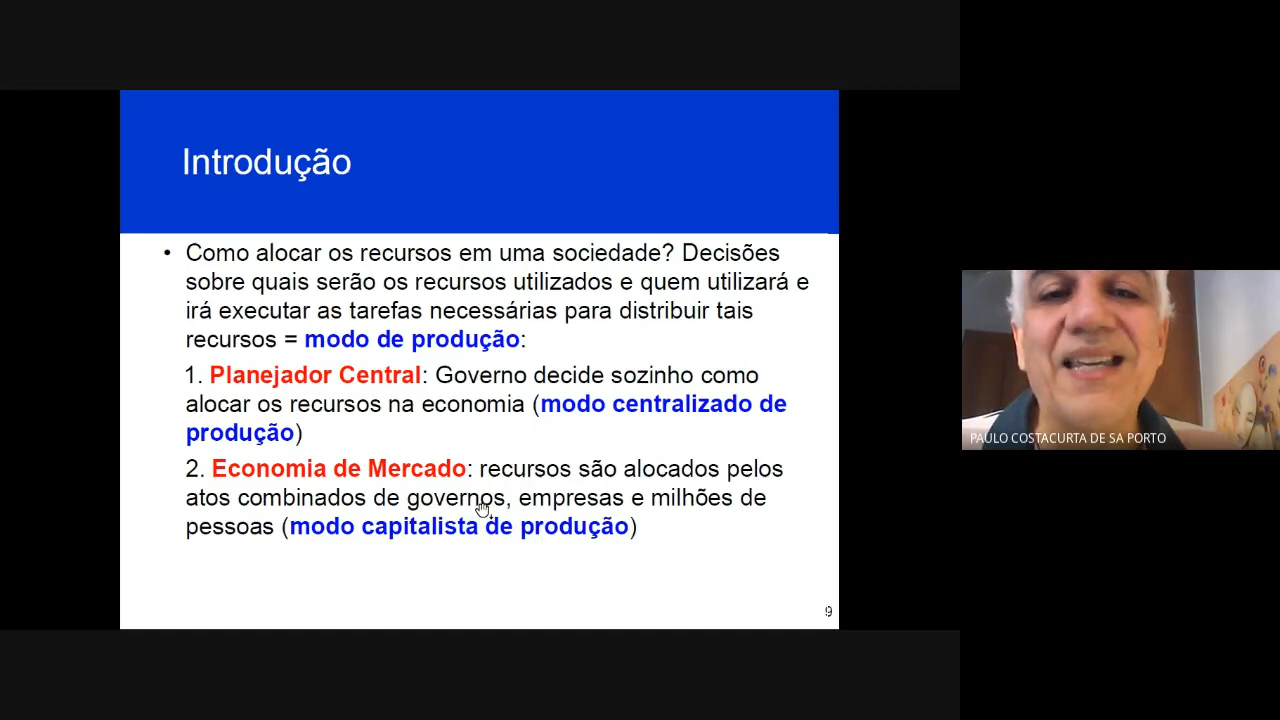 Introdução
• Como alocar os recursos em uma sociedade? Decisões
sobre quais serão os recursos utilizados e quem utilizará e
irá executar as tarefas necessárias para distribuir tais
recursos = modo de produção:
1. Planejador Central: Governo decide sozinho como
alocar os recursos na economia (modo centralizado de
produção)
2. Economia de Mercado: recursos são alocados pelos
atos combinados de governos, empresas e milhões de
pessoas (modo capitalista de produção)
9
PAULO COSTACURTA DE SA PORTO